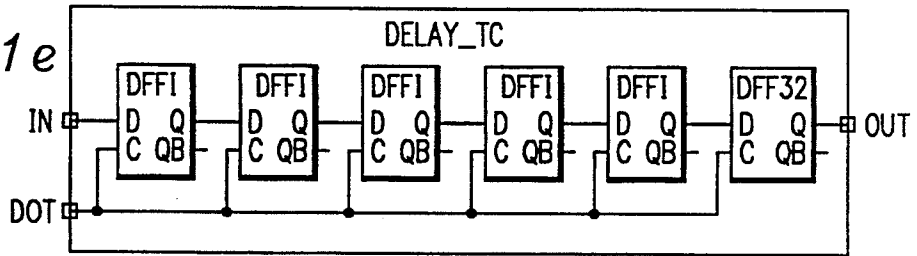 1e
DELAY_TC
DFFI DFFI DFFI DFFI DFFI DFF32
IN D Q D Q D Q D Q D Q D Q OUT
C QB C QB C QB C QB C QB C QB
DOT